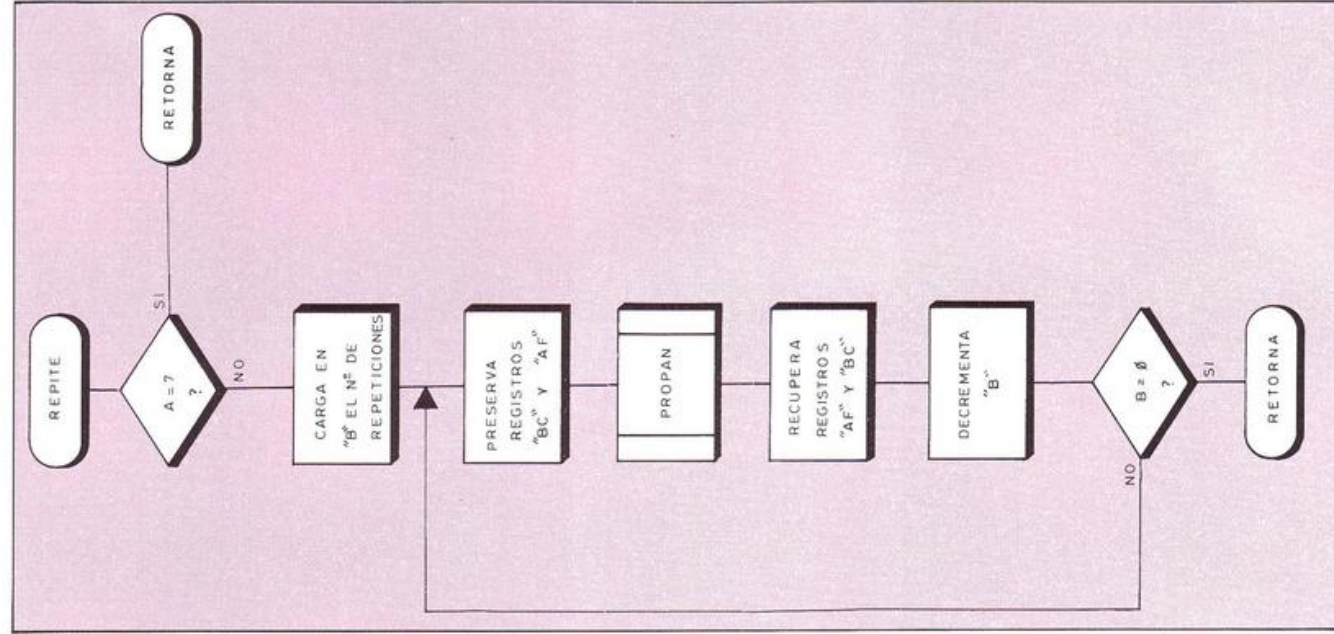 REPITE
A = 7
?
SI
RETORNA
NO
CARGA EN
"B" EL Nº DE
REPETICIONES
PRESERVA
REGISTROS
"BC" Y "AF"
PROPAN
RECUPERA
REGISTROS
"AF" Y "BC"
DECREMENTA
"B"
B = Ø
?
NO
SI
RETORNA